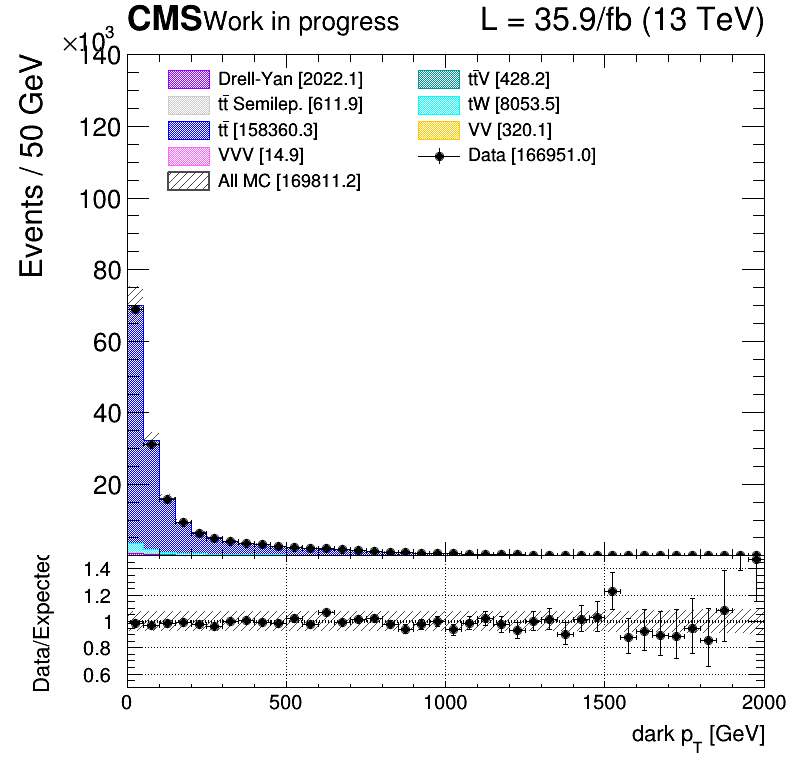 CMS Work in progress L = 35.9/fb (13 TeV)
×10³
Events / 50 GeV
140
120
100
80
60
40
20
Drell-Yan [2022.1]
tt̄ Semilep. [611.9]
tt̄ [158360.3]
VVV [14.9]
All MC [169811.2]
tt̄V [428.2]
tW [8053.5]
VV [320.1]
Data [166951.0]
Data/Expected
1.4
1.2
1
0.8
0.6
0 500 1000 1500 2000
dark p_T [GeV]